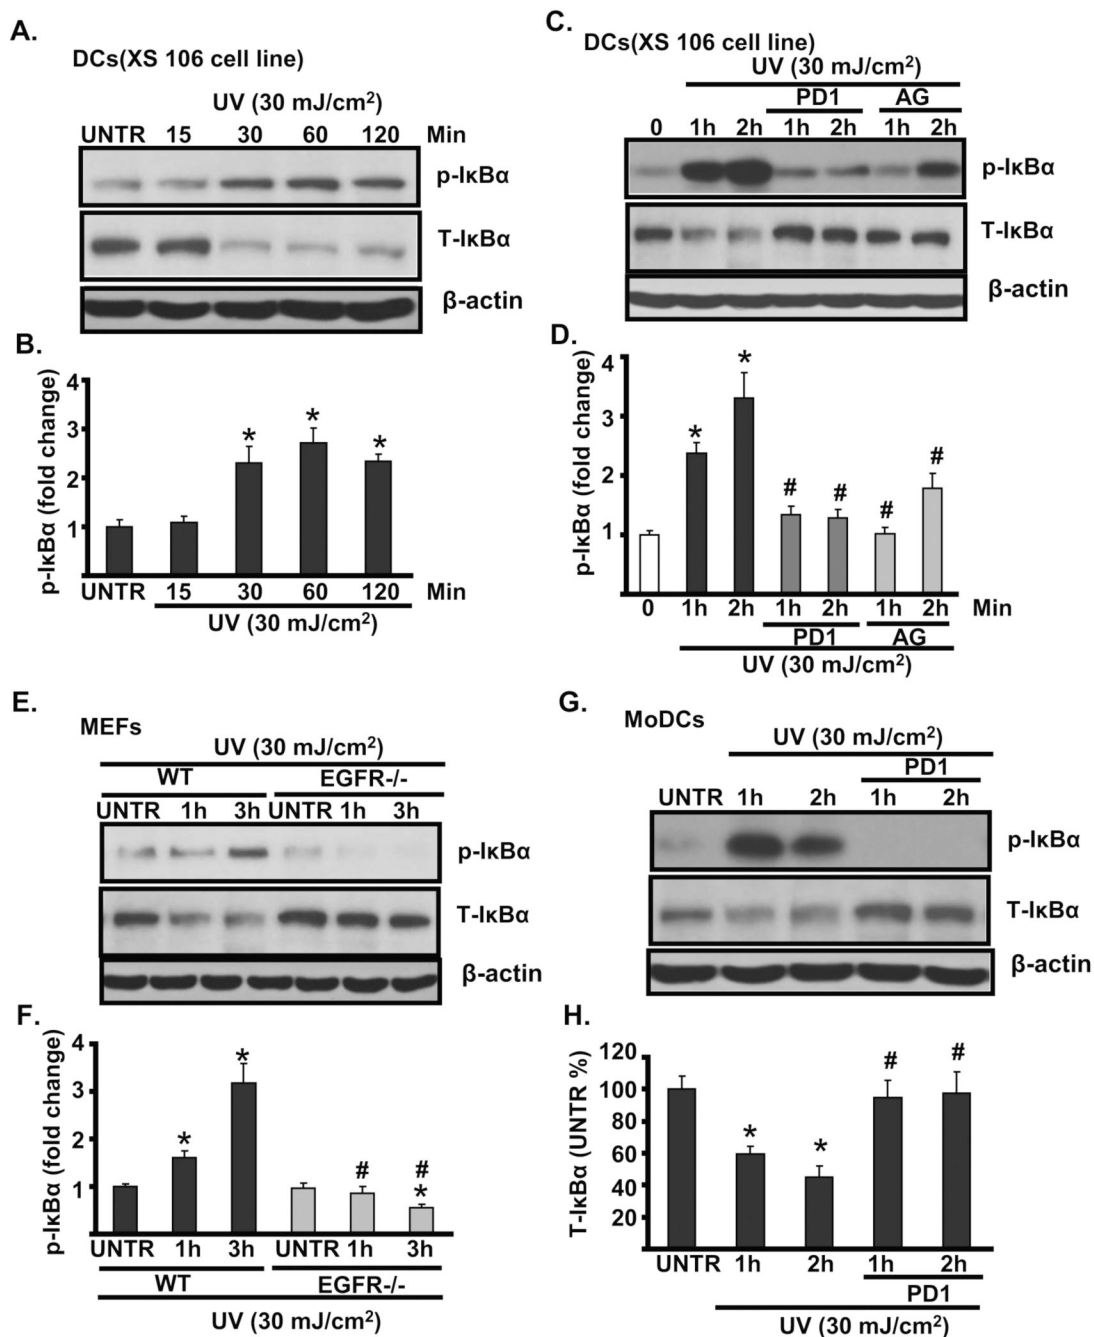 A.
DCs(XS 106 cell line)
UV (30 mJ/cm²)
UNTR 15 30 60 120 Min
p-IκBα
T-IκBα
β-actin
B.
p-IκBα (fold change)
4
3
2
1
* * *
UNTR 15 30 60 120 Min
UV (30 mJ/cm²)
C.
DCs(XS 106 cell line)
UV (30 mJ/cm²)
PD1 AG
0 1h 2h 1h 2h 1h 2h
p-IκBα
T-IκBα
β-actin
D.
p-IκBα (fold change)
4
3
2
1
* * # # # #
0 1h 2h 1h 2h 1h 2h Min
PD1 AG
UV (30 mJ/cm²)
E.
MEFs
UV (30 mJ/cm²)
WT EGFR-/-
UNTR 1h 3h UNTR 1h 3h
p-IκBα
T-IκBα
β-actin
F.
p-IκBα (fold change)
4
3
2
1
* * # #
*
UNTR 1h 3h UNTR 1h 3h
WT EGFR-/-
UV (30 mJ/cm²)
G.
MoDCs
UV (30 mJ/cm²)
PD1
UNTR 1h 2h 1h 2h
p-IκBα
T-IκBα
β-actin
H.
T-IκBα (UNTR %)
120
100
80
60
40
20
* * # #
UNTR 1h 2h 1h 2h
PD1
UV (30 mJ/cm²)